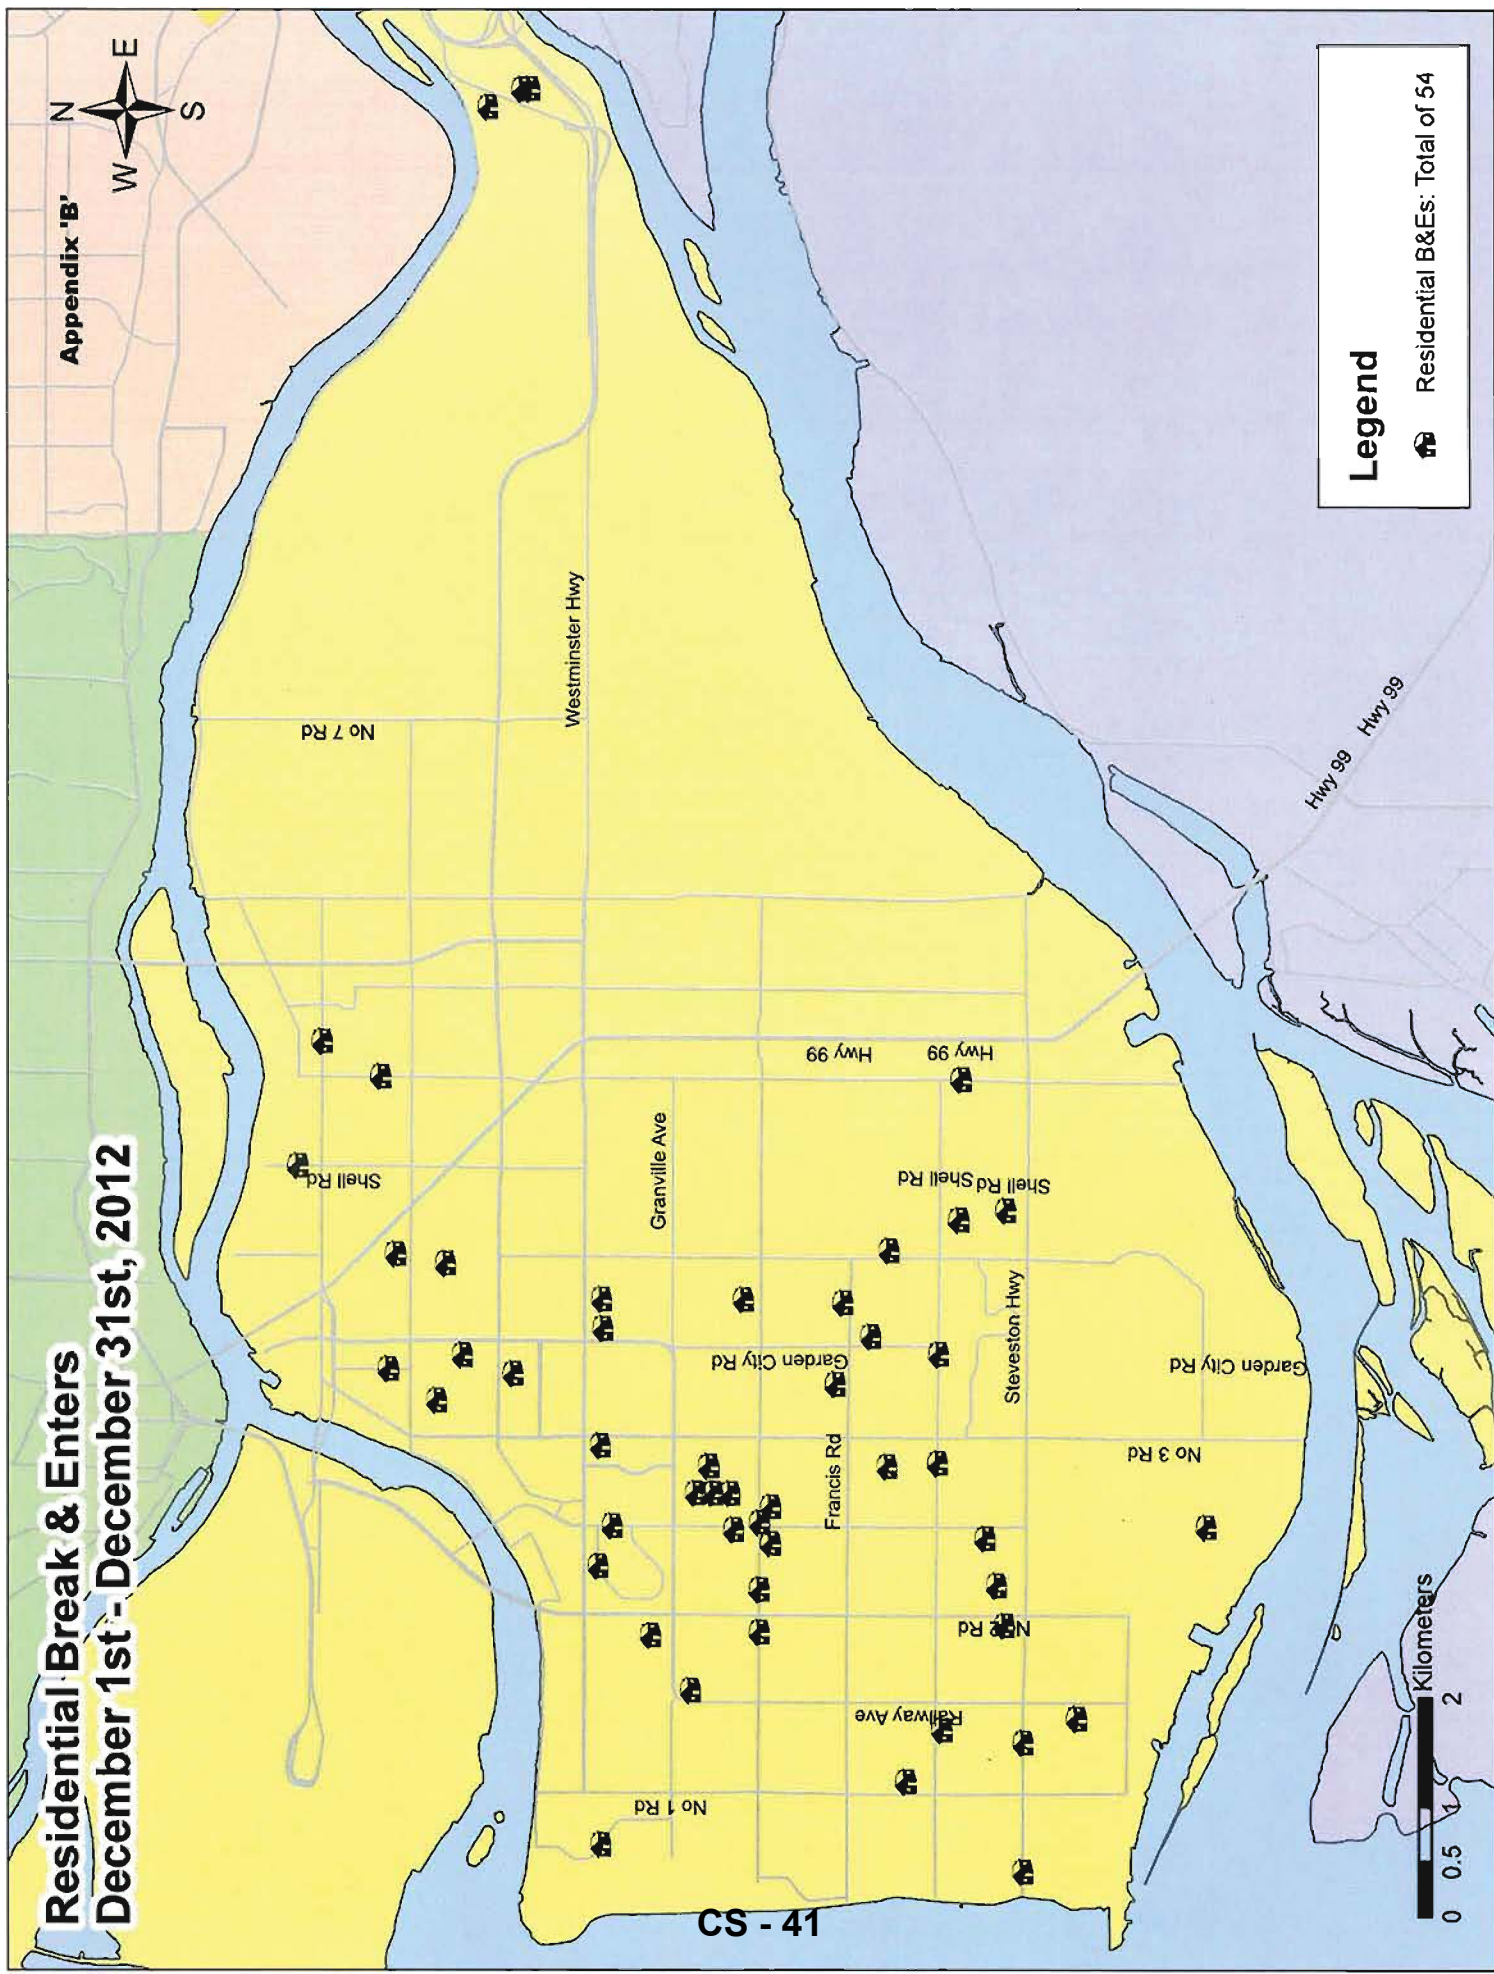 Residential Break & Enters
December 1st - December 31st, 2012
Appendix 'B'
N
W E
S
No 7 Rd
Westminster Hwy
Shell Rd
Granville Ave
Hwy 99
Hwy 99
Shell Rd
Shell Rd
Garden City Rd
Steveston Hwy
Garden City Rd
Francis Rd
No 3 Rd
No 2 Rd
Railway Ave
No 1 Rd
Hwy 99
Hwy 99
Legend
Residential B&Es: Total of 54
Kilometers
0 0.5 1 2
CS - 41